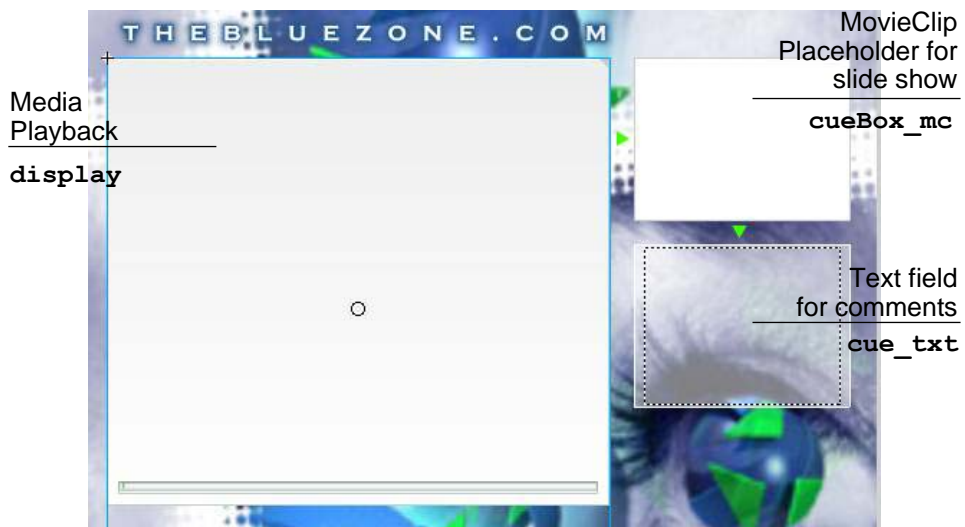 THEBLUEZONE.COM
Media
Playback
display
MovieClip
Placeholder for
slide show
cueBox_mc
Text field
for comments
cue_txt